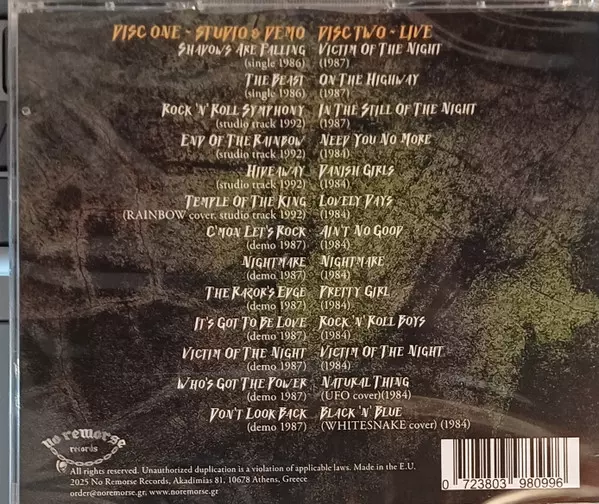 DISC ONE ~ STUDIO & DEMO
SHADOWS ARE FALLING
(single 1986)
THE BEAST
(single 1986)
ROCK 'N' ROLL SYMPHONY
(studio track 1992)
END OF THE RAINBOW
(studio track 1992)
HIDEAWAY
(studio track 1992)
TEMPLE OF THE KING
(RAINBOW cover, studio track 1992)
C'MON LET'S ROCK
(demo 1987)
NIGHTMARE
(demo 1987)
THE RAZOR'S EDGE
(demo 1987)
IT'S GOT TO BE LOVE
(demo 1987)
VICTIM OF THE NIGHT
(demo 1987)
WHO'S GOT THE POWER
(demo 1987)
DON'T LOOK BACK
(demo 1987)
DISC TWO ~ LIVE
VICTIM OF THE NIGHT
(1987)
ON THE HIGHWAY
(1987)
IN THE STILL OF THE NIGHT
(1987)
NEED YOU NO MORE
(1984)
DANISH GIRLS
(1984)
LOVELY DAYS
(1984)
AIN'T NO GOOD
(1984)
NIGHTMARE
(1984)
PRETTY GIRL
(1984)
ROCK 'N' ROLL BOYS
(1984)
VICTIM OF THE NIGHT
(1984)
NATURAL THING
(UFO cover)(1984)
BLACK 'N' BLUE
(WHITESNAKE cover) (1984)
no remorse
records
All rights reserved. Unauthorized duplication is a violation of applicable laws. Made in the E.U.
2025 No Remorse Records, Akadimias 81, 10678 Athens, Greece
order@noremorse.gr, www.noremorse.gr
0 723803 980996